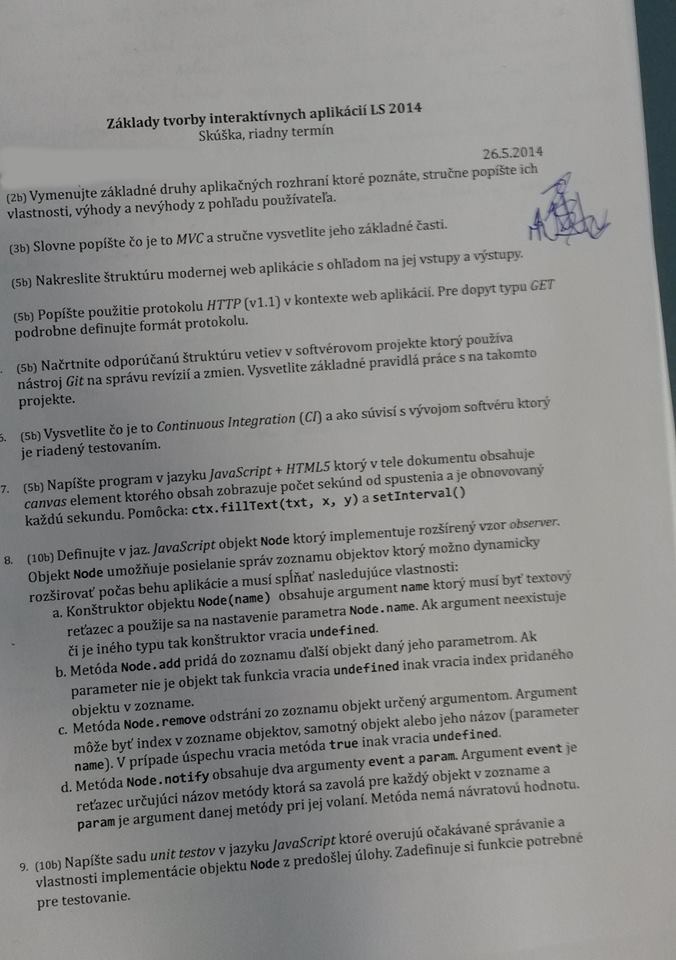 Základy tvorby interaktívnych aplikácií LS 2014
Skúška, riadny termín
26.5.2014
(2b) Vymenujte základné druhy aplikačných rozhraní ktoré poznáte, stručne popíšte ich
vlastnosti, výhody a nevýhody z pohľadu používateľa.
(3b) Slovne popíšte čo je to MVC a stručne vysvetlite jeho základné časti.
(5b) Nakreslite štruktúru modernej web aplikácie s ohľadom na jej vstupy a výstupy.
(5b) Popíšte použitie protokolu HTTP (v1.1) v kontexte web aplikácií. Pre dopyt typu GET
podrobne definujte formát protokolu.
. (5b) Načrtnite odporúčanú štruktúru vetiev v softvérovom projekte ktorý používa
nástroj Git na správu revízií a zmien. Vysvetlite základné pravidlá práce s na takomto
projekte.
6. (5b) Vysvetlite čo je to Continuous Integration (CI) a ako súvisí s vývojom softvéru ktorý
je riadený testovaním.
7. (5b) Napíšte program v jazyku JavaScript + HTML5 ktorý v tele dokumentu obsahuje
canvas element ktorého obsah zobrazuje počet sekúnd od spustenia a je obnovovaný
každú sekundu. Pomôcka: ctx.fillText(txt, x, y) a setInterval()
8. (10b) Definujte v jaz. JavaScript objekt Node ktorý implementuje rozšírený vzor observer.
Objekt Node umožňuje posielanie správ zoznamu objektov ktorý možno dynamicky
rozširovať počas behu aplikácie a musí spĺňať nasledujúce vlastnosti:
a. Konštruktor objektu Node(name) obsahuje argument name ktorý musí byť textový
reťazec a použije sa na nastavenie parametra Node.name. Ak argument neexistuje
či je iného typu tak konštruktor vracia undefined.
b. Metóda Node.add pridá do zoznamu ďalší objekt daný jeho parametrom. Ak
parameter nie je objekt tak funkcia vracia undefined inak vracia index pridaného
objektu v zozname.
c. Metóda Node.remove odstráni zo zoznamu objekt určený argumentom. Argument
môže byť index v zozname objektov, samotný objekt alebo jeho názov (parameter
name). V prípade úspechu vracia metóda true inak vracia undefined.
d. Metóda Node.notify obsahuje dva argumenty event a param. Argument event je
reťazec určujúci názov metódy ktorá sa zavolá pre každý objekt v zozname a
param je argument danej metódy pri jej volaní. Metóda nemá návratovú hodnotu.
9. (10b) Napíšte sadu unit testov v jazyku JavaScript ktoré overujú očakávané správanie a
vlastnosti implementácie objektu Node z predošlej úlohy. Zadefinuje si funkcie potrebné
pre testovanie.